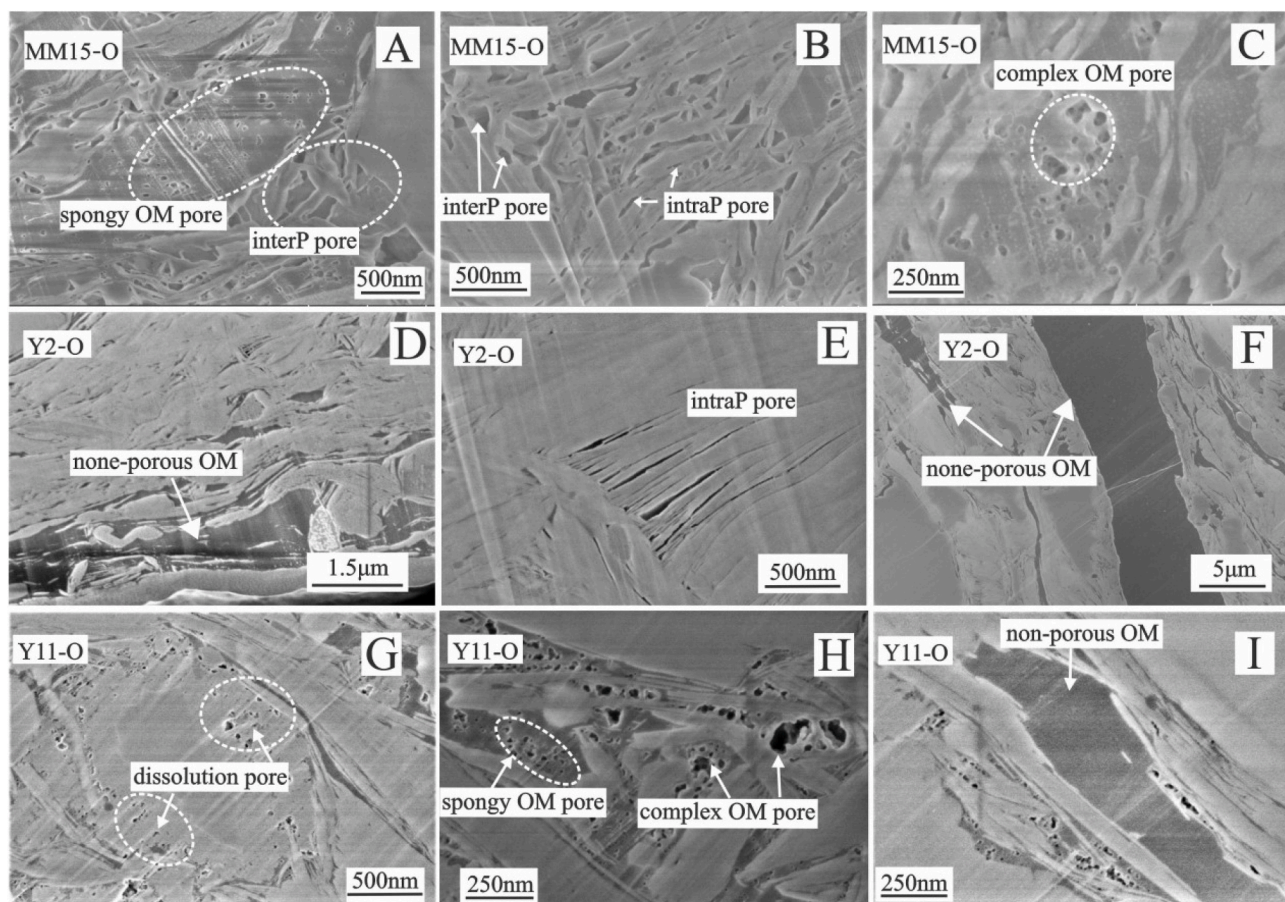 MM15-O
A
spongy OM pore
interP pore
500nm
MM15-O
B
interP pore
intraP pore
500nm
MM15-O
C
complex OM pore
250nm
Y2-O
D
none-porous OM
1.5μm
Y2-O
E
intraP pore
500nm
Y2-O
F
none-porous OM
5μm
Y11-O
G
dissolution pore
500nm
Y11-O
H
spongy OM pore
complex OM pore
250nm
non-porous OM
Y11-O
I
250nm